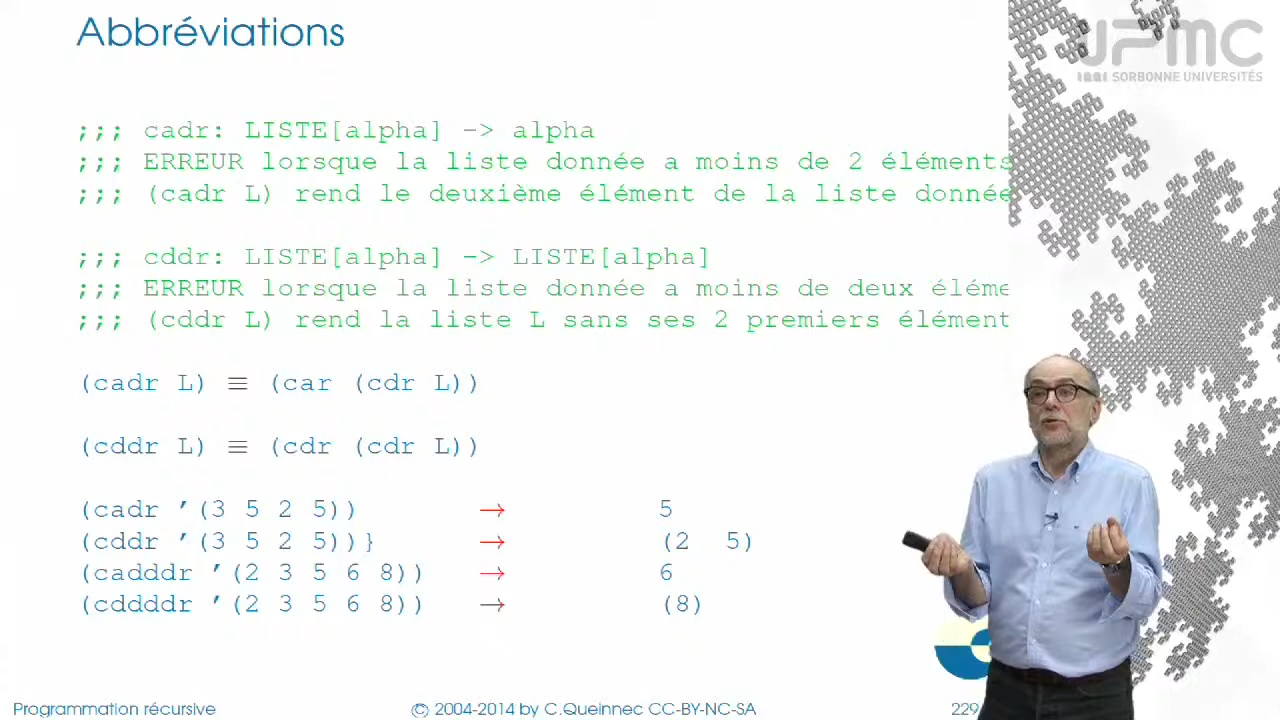 Abbréviations
UPMC
SORBONNE UNIVERSITÉS
;;; cadr: LISTE[alpha] -> alpha
;;; ERREUR lorsque la liste donnée a moins de 2 éléments
;;; (cadr L) rend le deuxième élément de la liste donnée
;;; cddr: LISTE[alpha] -> LISTE[alpha]
;;; ERREUR lorsque la liste donnée a moins de deux éléme
;;; (cddr L) rend la liste L sans ses 2 premiers élément
(cadr L) ≡ (car (cdr L))
(cddr L) ≡ (cdr (cdr L))
(cadr '(3 5 2 5)) → 5
(cddr '(3 5 2 5))} → (2 5)
(cadddr '(2 3 5 6 8)) → 6
(cddddr '(2 3 5 6 8)) → (8)
Programmation récursive © 2004-2014 by C.Queinnec CC-BY-NC-SA 229